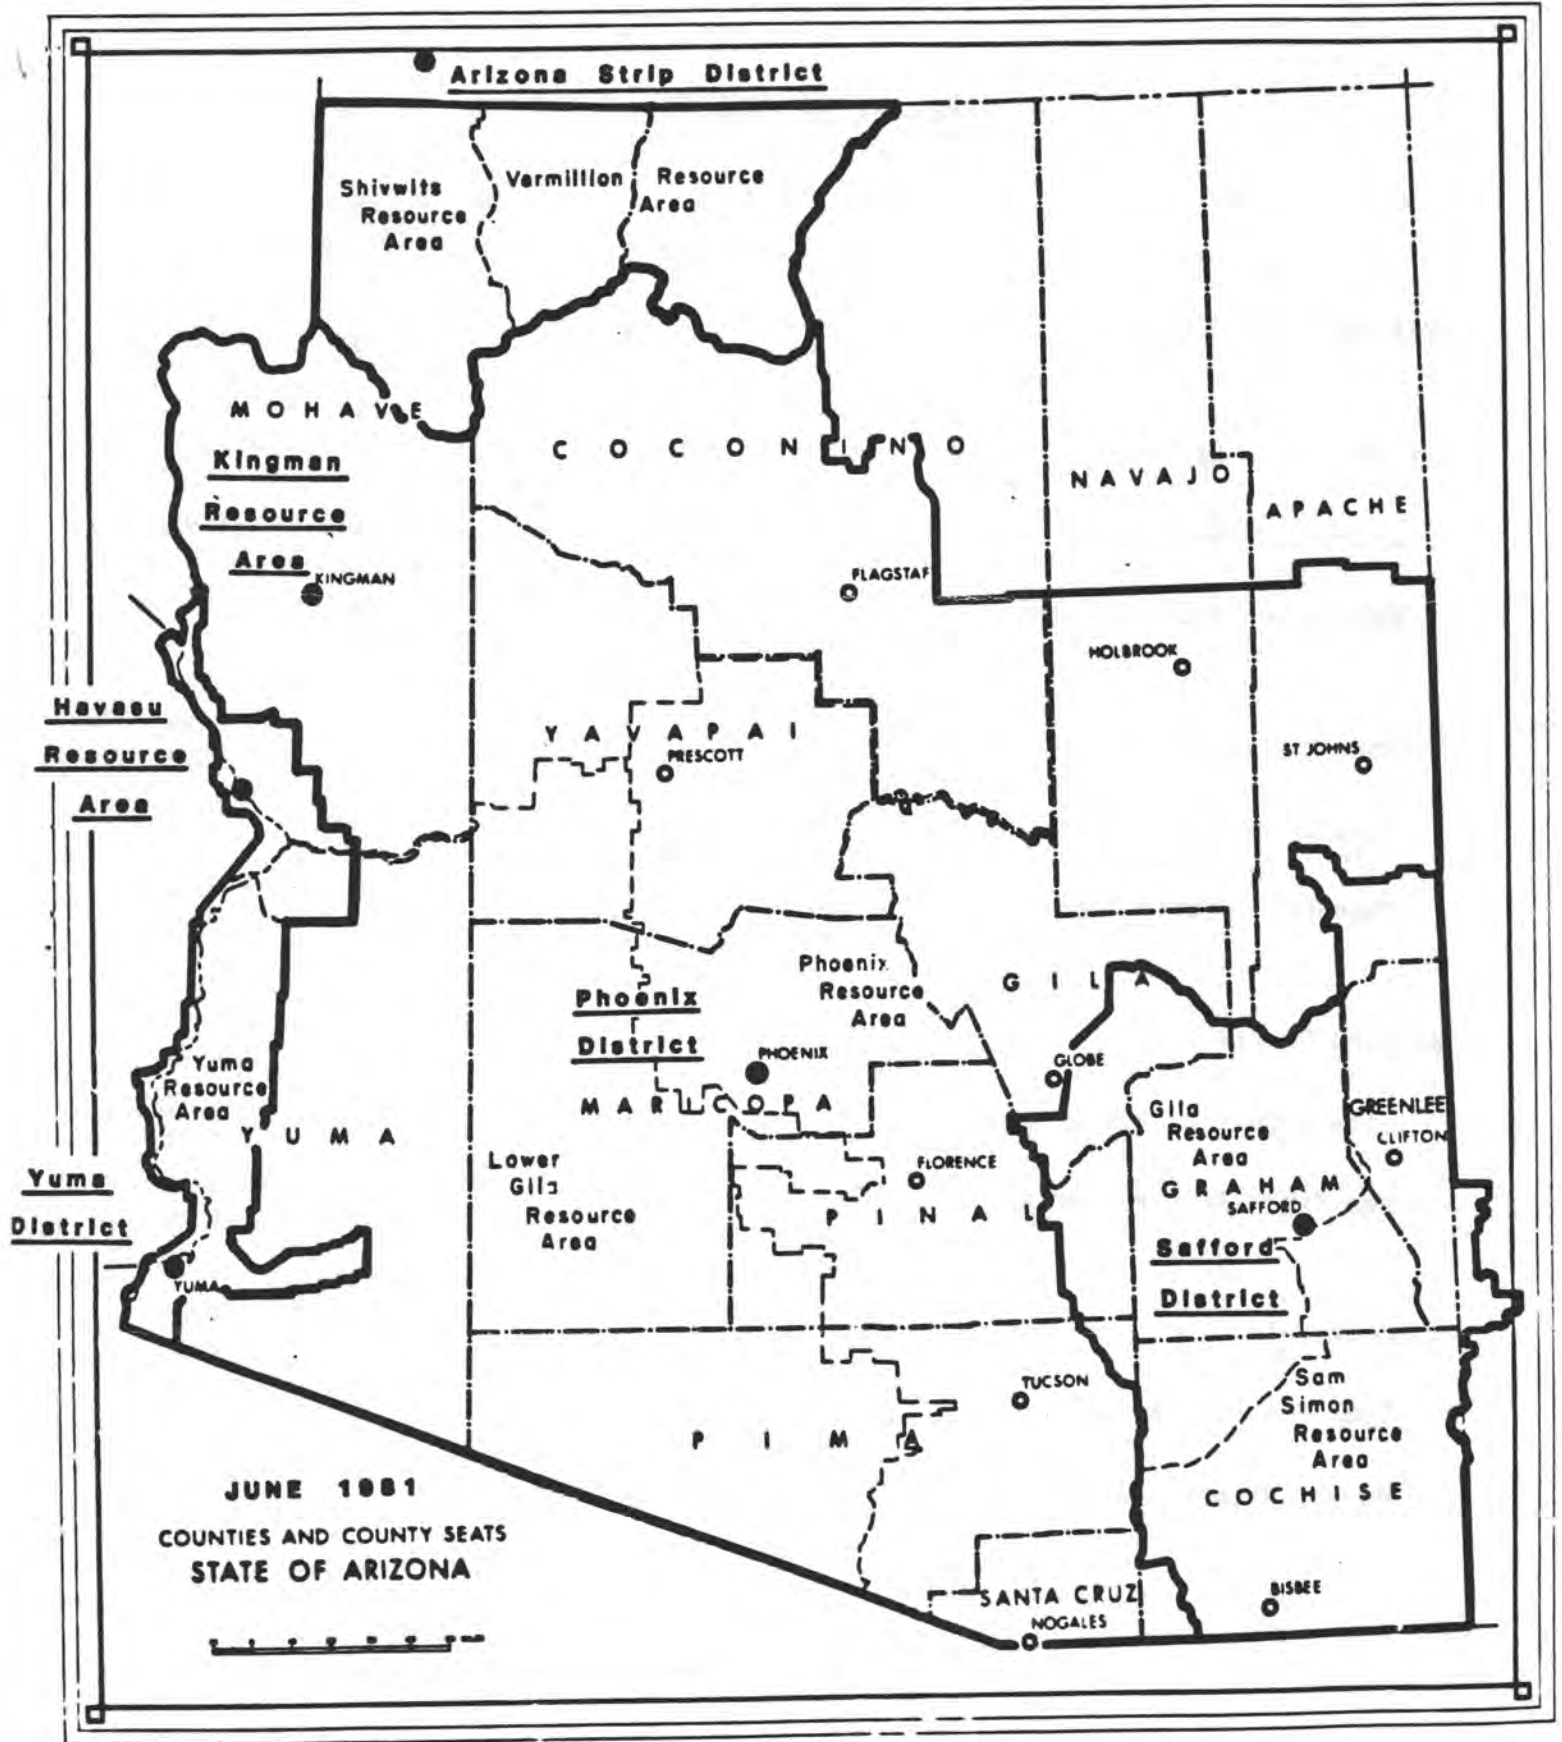 Arizona Strip District
Shivwits
Resource
Area
Vermillion Resource
Area
MOHAVE
Kingman
Resource
Area
KINGMAN
COCONINO
NAVAJO
APACHE
FLAGSTAF
HOLBROOK
Havasu
Resource
Area
YAVAPAI
PRESCOTT
ST JOHNS
Phoenix
Resource
Area
GILA
Phoenix
District
PHOENIX
MARICOPA
GLOBE
Yuma
Resource
Area
YUMA
Gila
Resource
Area
GREENLEE
CLIFTON
Yuma
District
YUMA
Lower
Gila
Resource
Area
FLORENCE
PINAL
GRAHAM
SAFFORD
Safford
District
TUCSON
Sam
Simon
Resource
Area
PIMA
COCHISE
JUNE 1981
COUNTIES AND COUNTY SEATS
STATE OF ARIZONA
SANTA CRUZ
NOGALES
BISBEE